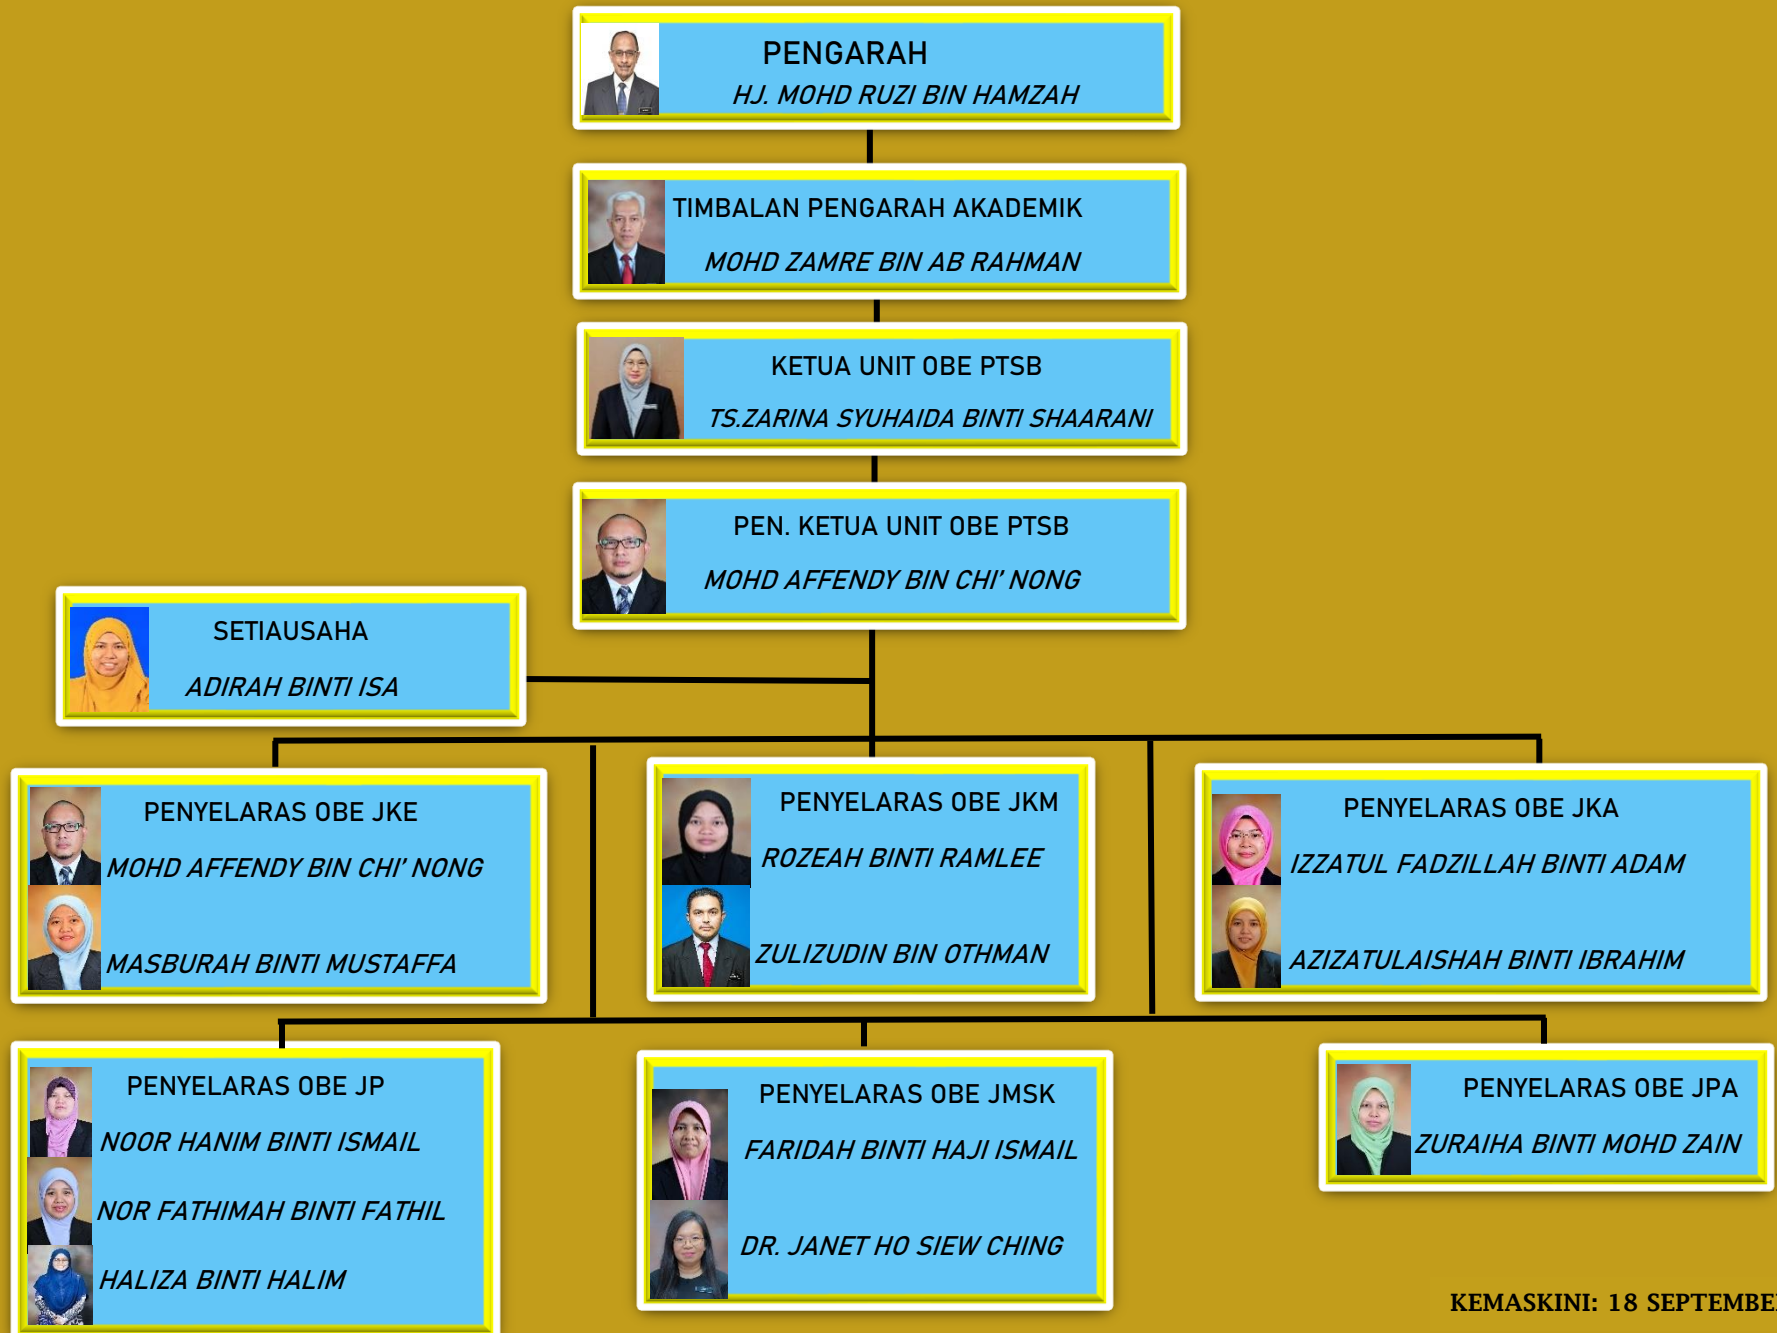 PENGARAH
HJ. MOHD RUZI BIN HAMZAH
TIMBALAN PENGARAH AKADEMIK
MOHD ZAMRE BIN AB RAHMAN
KETUA UNIT OBE PTSB
TS.ZARINA SYUHAIDA BINTI SHAARANI
PEN. KETUA UNIT OBE PTSB
MOHD AFFENDY BIN CHI' NONG
SETIAUSAHA
ADIRAH BINTI ISA
PENYELARAS OBE JKE
MOHD AFFENDY BIN CHI' NONG
MASBURAH BINTI MUSTAFFA
PENYELARAS OBE JKM
ROZEAH BINTI RAMLEE
ZULIZUDIN BIN OTHMAN
PENYELARAS OBE JKA
IZZATUL FADZILLAH BINTI ADAM
AZIZATULAISHAH BINTI IBRAHIM
PENYELARAS OBE JP
NOOR HANIM BINTI ISMAIL
NOR FATHIMAH BINTI FATHIL
HALIZA BINTI HALIM
PENYELARAS OBE JMSK
FARIDAH BINTI HAJI ISMAIL
DR. JANET HO SIEW CHING
PENYELARAS OBE JPA
ZURAIHA BINTI MOHD ZAIN
KEMASKINI: 18 SEPTEMBER